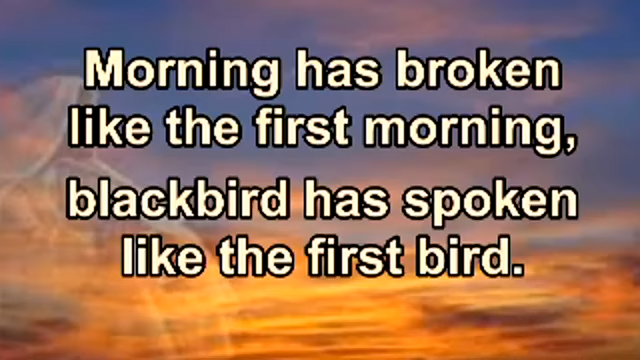 Morning has broken
like the first morning,
blackbird has spoken
like the first bird.